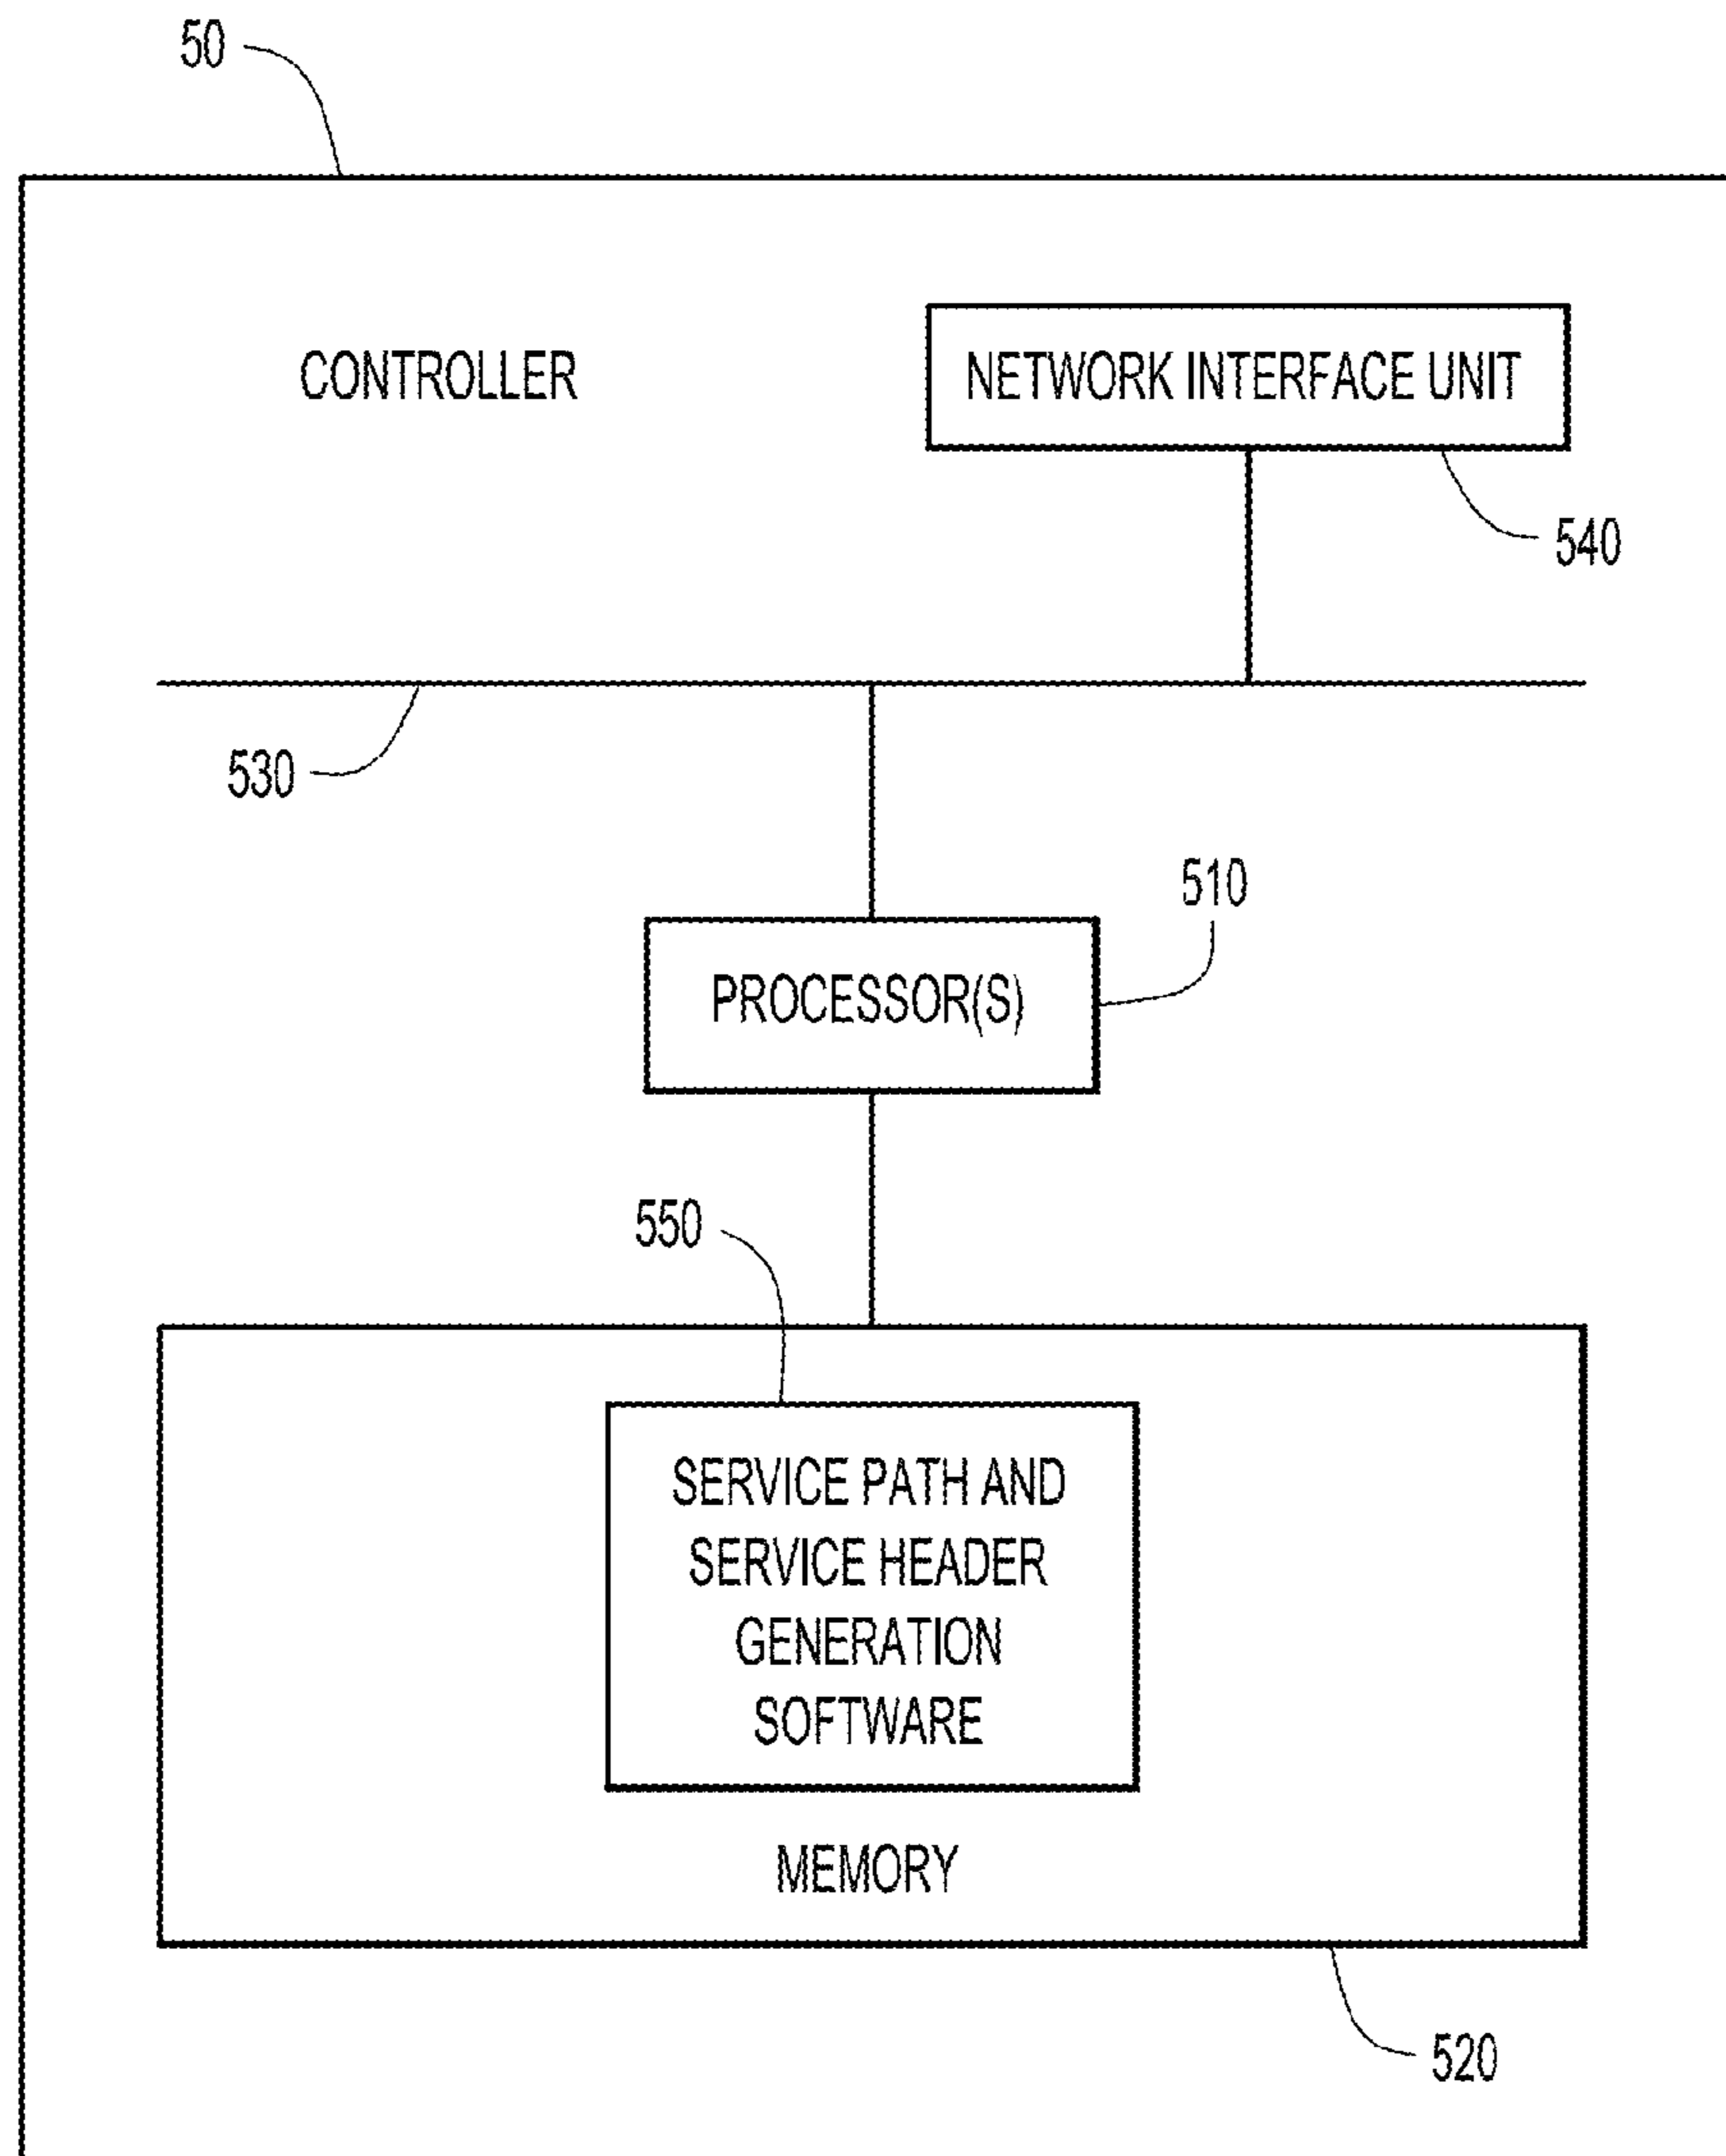 50
CONTROLLER
NETWORK INTERFACE UNIT
540
530
510
PROCESSOR(S)
550
SERVICE PATH AND
SERVICE HEADER
GENERATION
SOFTWARE
MEMORY
520